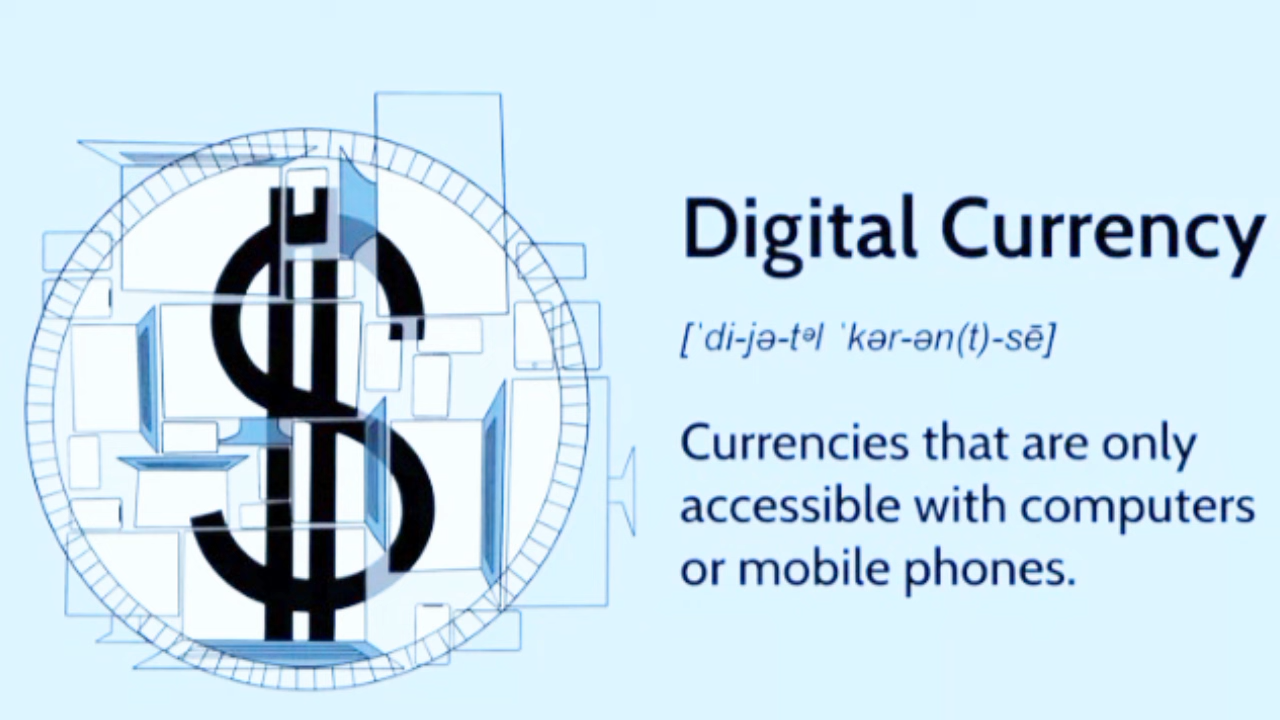 Digital Currency
[ˈdi-jə-tᵊl ˈkər-ən(t)-sē]
Currencies that are only
accessible with computers
or mobile phones.